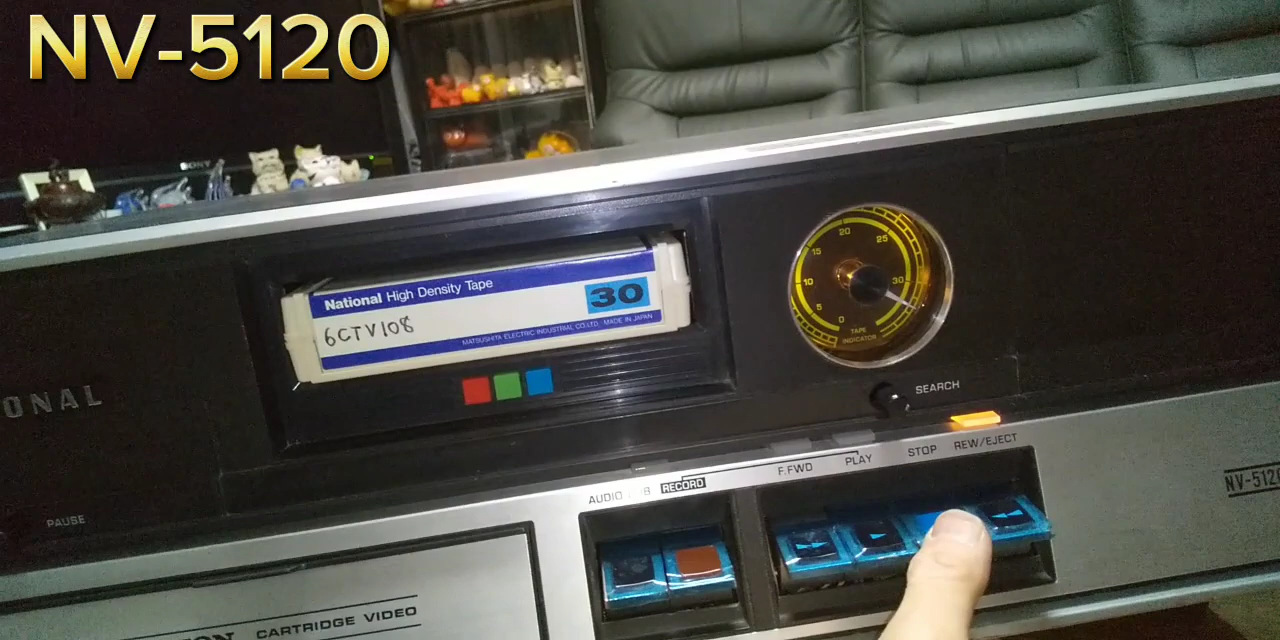 NV-5120
SONY
National High Density Tape
30
6CTV108
MATSUSHITA ELECTRIC INDUSTRIAL CO.,LTD. MADE IN JAPAN
0
5
10
15
20
25
30
TAPE
INDICATOR
ONAL
SEARCH
F.FWD PLAY STOP REW/EJECT
AUDIO RECORD
PAUSE
NV-5120
CARTRIDGE VIDEO